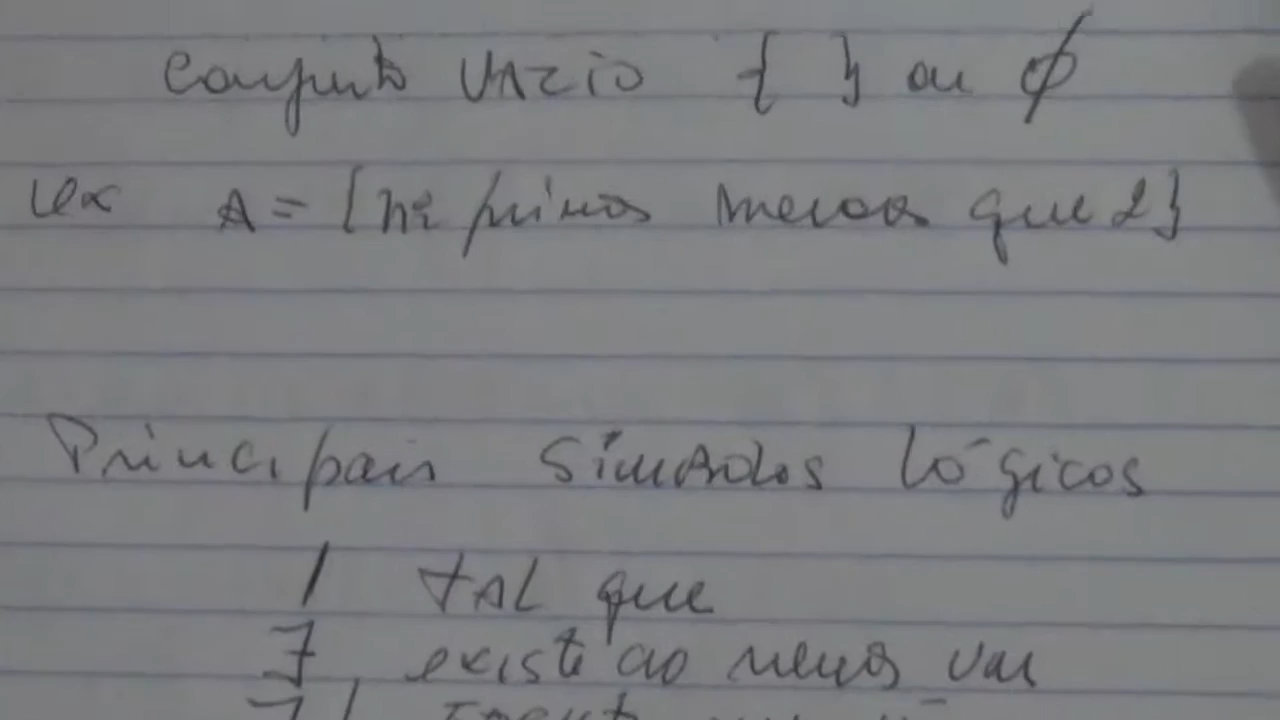 Conjunto vazio { } ou ∅
ex A = {nº primos menores que 2}
Principais símbolos lógicos
/ tal que
∃ existe ao menos um
∃|